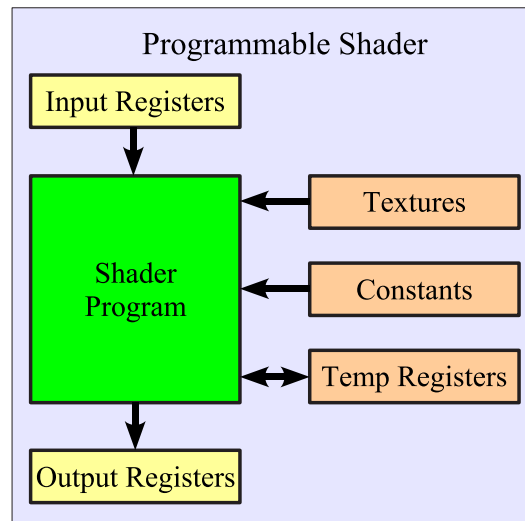 Programmable Shader
Input Registers
Textures
Shader
Program
Constants
Temp Registers
Output Registers